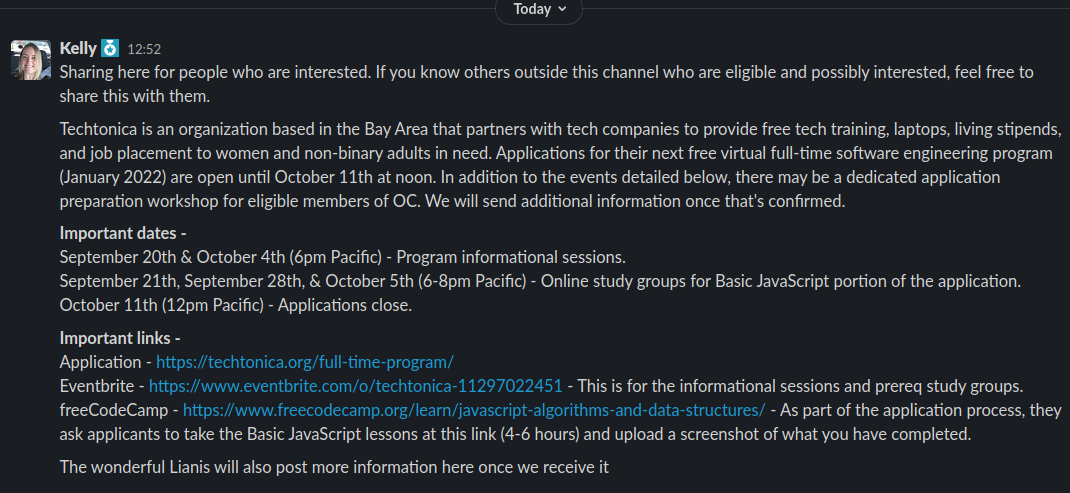 Today
Kelly 12:52
Sharing here for people who are interested. If you know others outside this channel who are eligible and possibly interested, feel free to
share this with them.
Techtonica is an organization based in the Bay Area that partners with tech companies to provide free tech training, laptops, living stipends,
and job placement to women and non-binary adults in need. Applications for their next free virtual full-time software engineering program
(January 2022) are open until October 11th at noon. In addition to the events detailed below, there may be a dedicated application
preparation workshop for eligible members of OC. We will send additional information once that's confirmed.
Important dates -
September 20th & October 4th (6pm Pacific) - Program informational sessions.
September 21th, September 28th, & October 5th (6-8pm Pacific) - Online study groups for Basic JavaScript portion of the application.
October 11th (12pm Pacific) - Applications close.
Important links -
Application - https://techtonica.org/full-time-program/
Eventbrite - https://www.eventbrite.com/o/techtonica-11297022451 - This is for the informational sessions and prereq study groups.
freeCodeCamp - https://www.freecodecamp.org/learn/javascript-algorithms-and-data-structures/ - As part of the application process, they
ask applicants to take the Basic JavaScript lessons at this link (4-6 hours) and upload a screenshot of what you have completed.
The wonderful Lianis will also post more information here once we receive it